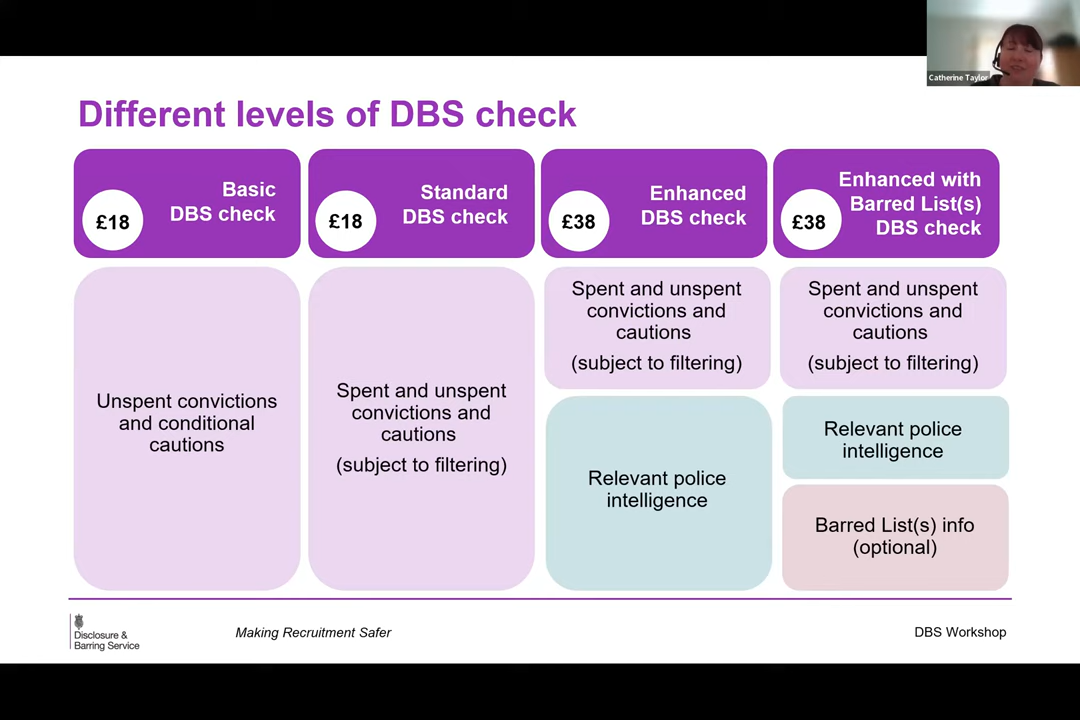 Catherine Taylor
Different levels of DBS check
£18
Basic
DBS check
£18
Standard
DBS check
£38
Enhanced
DBS check
£38
Enhanced with
Barred List(s)
DBS check
Unspent convictions
and conditional
cautions
Spent and unspent
convictions and
cautions
(subject to filtering)
Spent and unspent
convictions and
cautions
(subject to filtering)
Relevant police
intelligence
Spent and unspent
convictions and
cautions
(subject to filtering)
Relevant police
intelligence
Barred List(s) info
(optional)
Disclosure &
Barring Service
Making Recruitment Safer
DBS Workshop